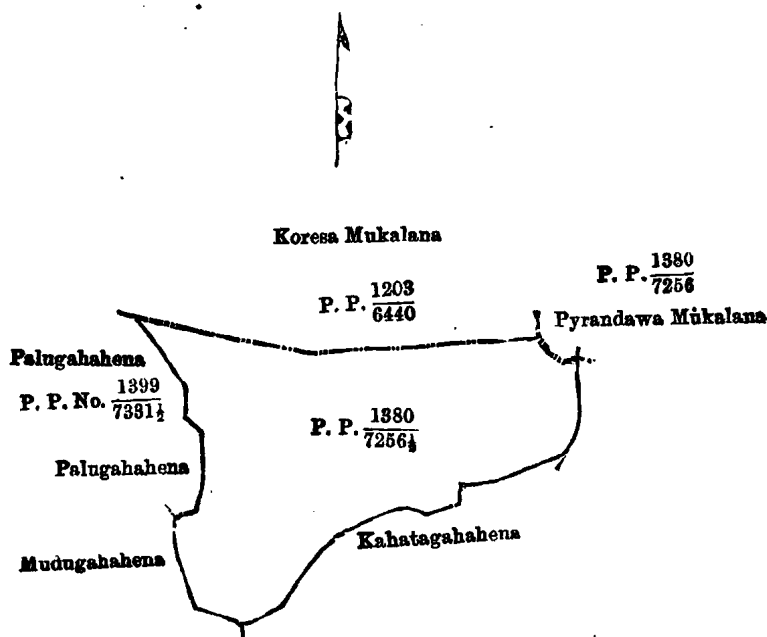 Koresa Mukalana
P. P. 1203/6440
P. P. 1380/7256
Pyrandawa Mukalana
Palugahahena
P. P. No. 1399/7331½
P. P. 1380/7256½
Palugahahena
Kahatagahahena
Mudugahahena